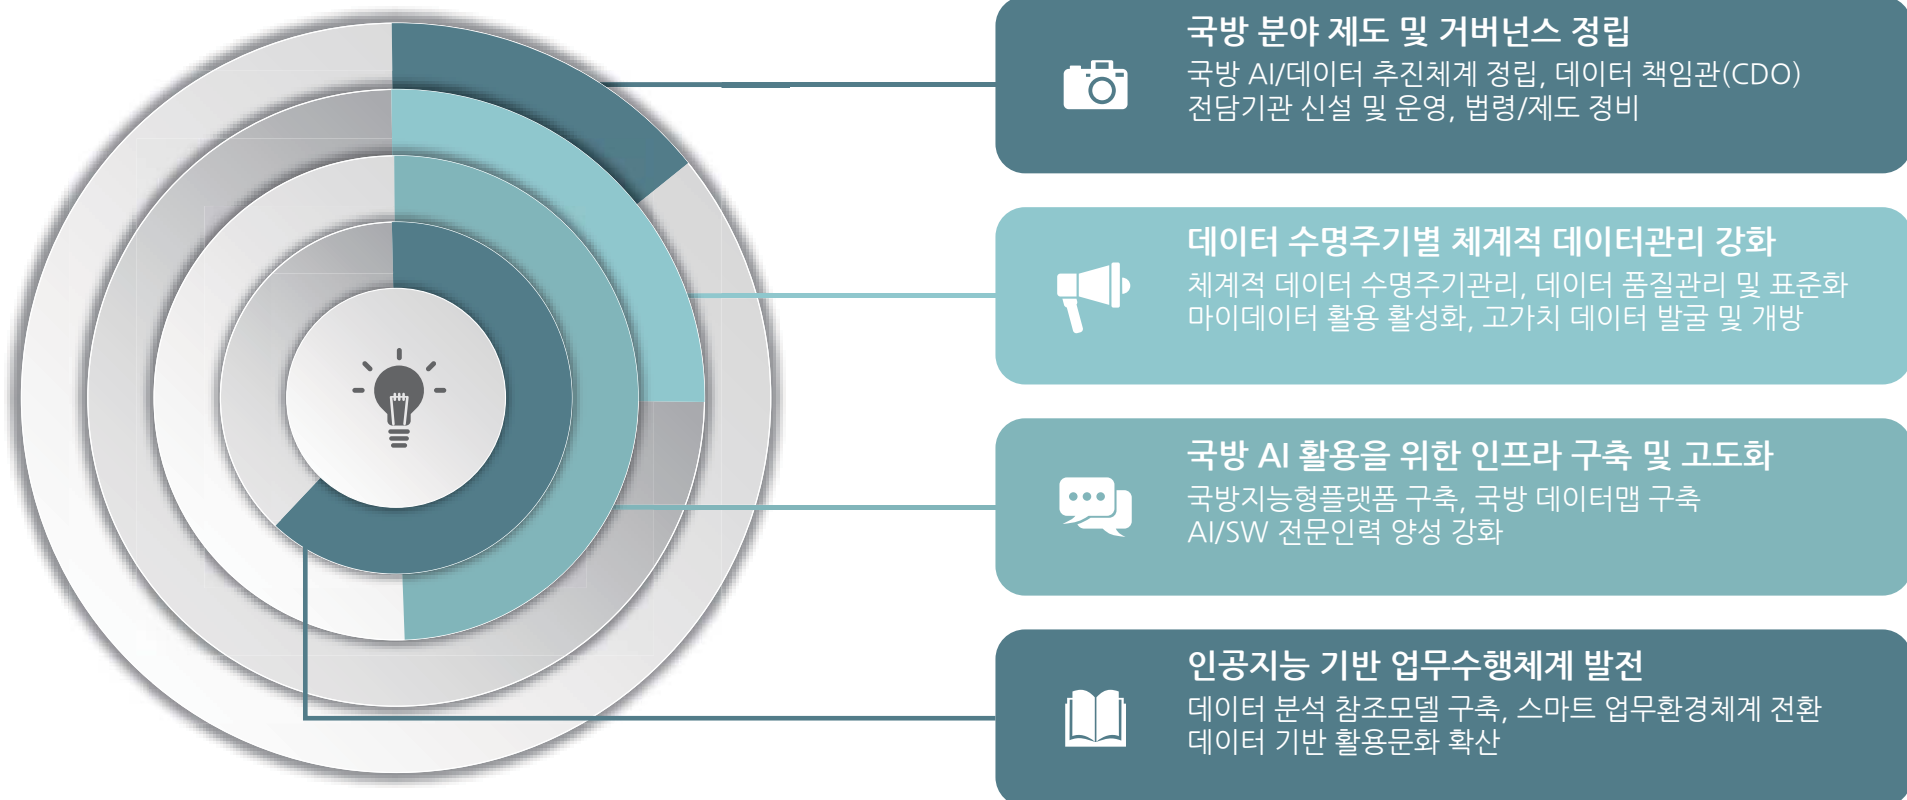 국방 분야 제도 및 거버넌스 정립
국방 AI/데이터 추진체계 정립, 데이터 책임관(CDO)
전담기관 신설 및 운영, 법령/제도 정비
데이터 수명주기별 체계적 데이터관리 강화
체계적 데이터 수명주기관리, 데이터 품질관리 및 표준화
마이데이터 활용 활성화, 고가치 데이터 발굴 및 개방
국방 AI 활용을 위한 인프라 구축 및 고도화
국방지능형플랫폼 구축, 국방 데이터맵 구축
AI/SW 전문인력 양성 강화
인공지능 기반 업무수행체계 발전
데이터 분석 참조모델 구축, 스마트 업무환경체계 전환
데이터 기반 활용문화 확산